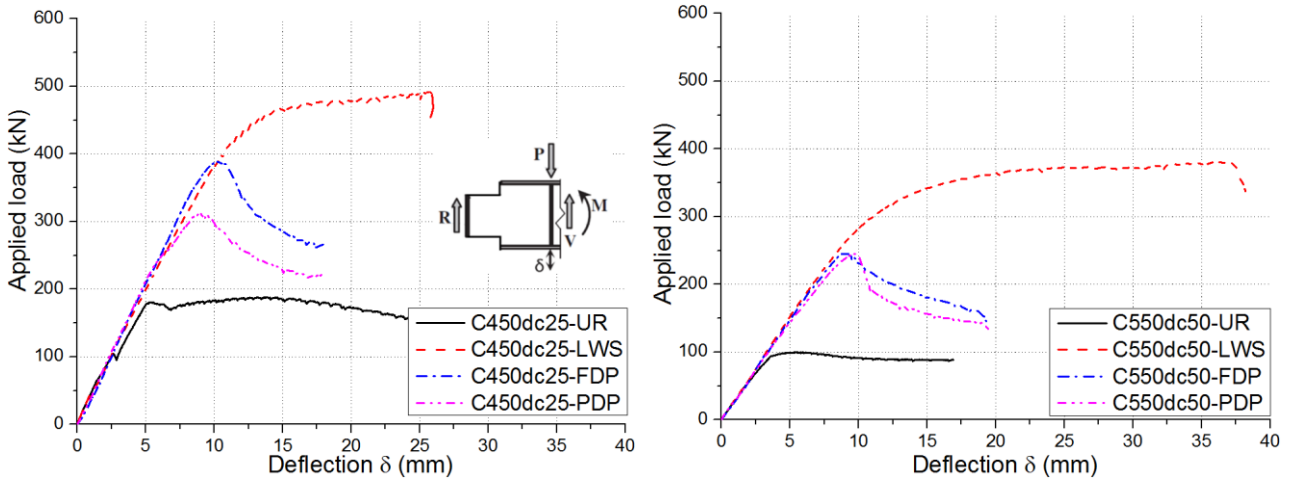 600
500
400
300
200
100
0
Applied load (kN)
P
R
M
V
δ
C450dc25-UR
C450dc25-LWS
C450dc25-FDP
C450dc25-PDP
0 5 10 15 20 25 30 35 40
Deflection δ (mm)
600
500
400
300
200
100
0
Applied load (kN)
C550dc50-UR
C550dc50-LWS
C550dc50-FDP
C550dc50-PDP
0 5 10 15 20 25 30 35 40
Deflection δ (mm)